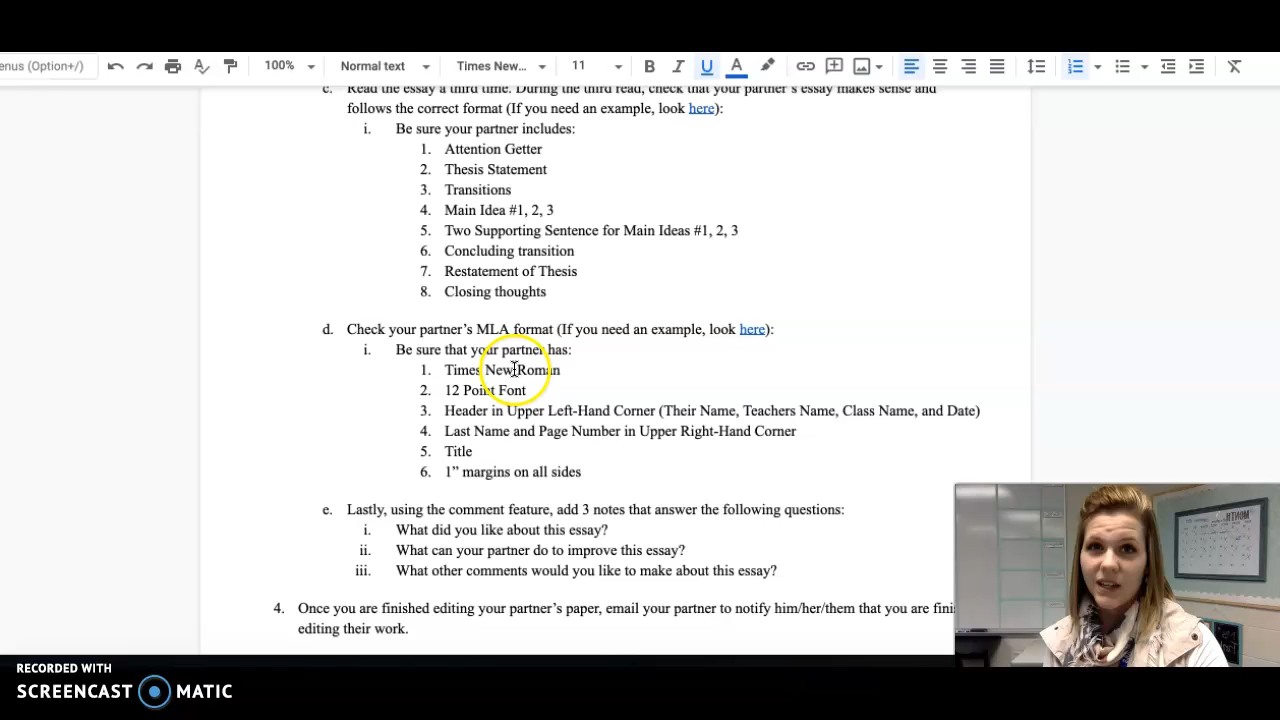 enus (Option+/) 100% Normal text Times New... 11 B I U A
c. Read the essay a third time. During the third read, check that your partner's essay makes sense and
follows the correct format (If you need an example, look here):
i. Be sure your partner includes:
1. Attention Getter
2. Thesis Statement
3. Transitions
4. Main Idea #1, 2, 3
5. Two Supporting Sentence for Main Ideas #1, 2, 3
6. Concluding transition
7. Restatement of Thesis
8. Closing thoughts
d. Check your partner's MLA format (If you need an example, look here):
i. Be sure that your partner has:
1. Times New Roman
2. 12 Point Font
3. Header in Upper Left-Hand Corner (Their Name, Teachers Name, Class Name, and Date)
4. Last Name and Page Number in Upper Right-Hand Corner
5. Title
6. 1” margins on all sides
e. Lastly, using the comment feature, add 3 notes that answer the following questions:
i. What did you like about this essay?
ii. What can your partner do to improve this essay?
iii. What other comments would you like to make about this essay?
4. Once you are finished editing your partner's paper, email your partner to notify him/her/them that you are fini
editing their work.
MONTH
RECORDED WITH
SCREENCAST MATIC